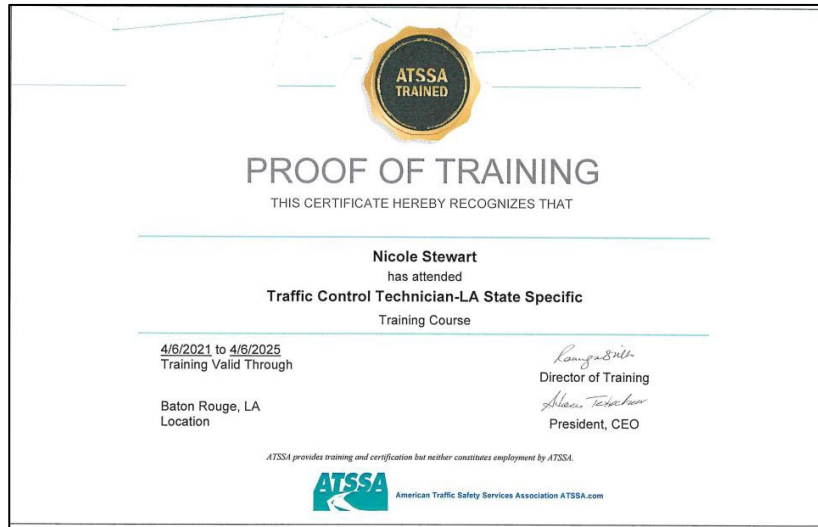 ATSSA
TRAINED
PROOF OF TRAINING
THIS CERTIFICATE HEREBY RECOGNIZES THAT
Nicole Stewart
has attended
Traffic Control Technician-LA State Specific
Training Course
4/6/2021 to 4/6/2025
Training Valid Through
Director of Training
Baton Rouge, LA
Location
President, CEO
ATSSA provides training and certification but neither constitutes employment by ATSSA.
ATSSA
American Traffic Safety Services Association ATSSA.com